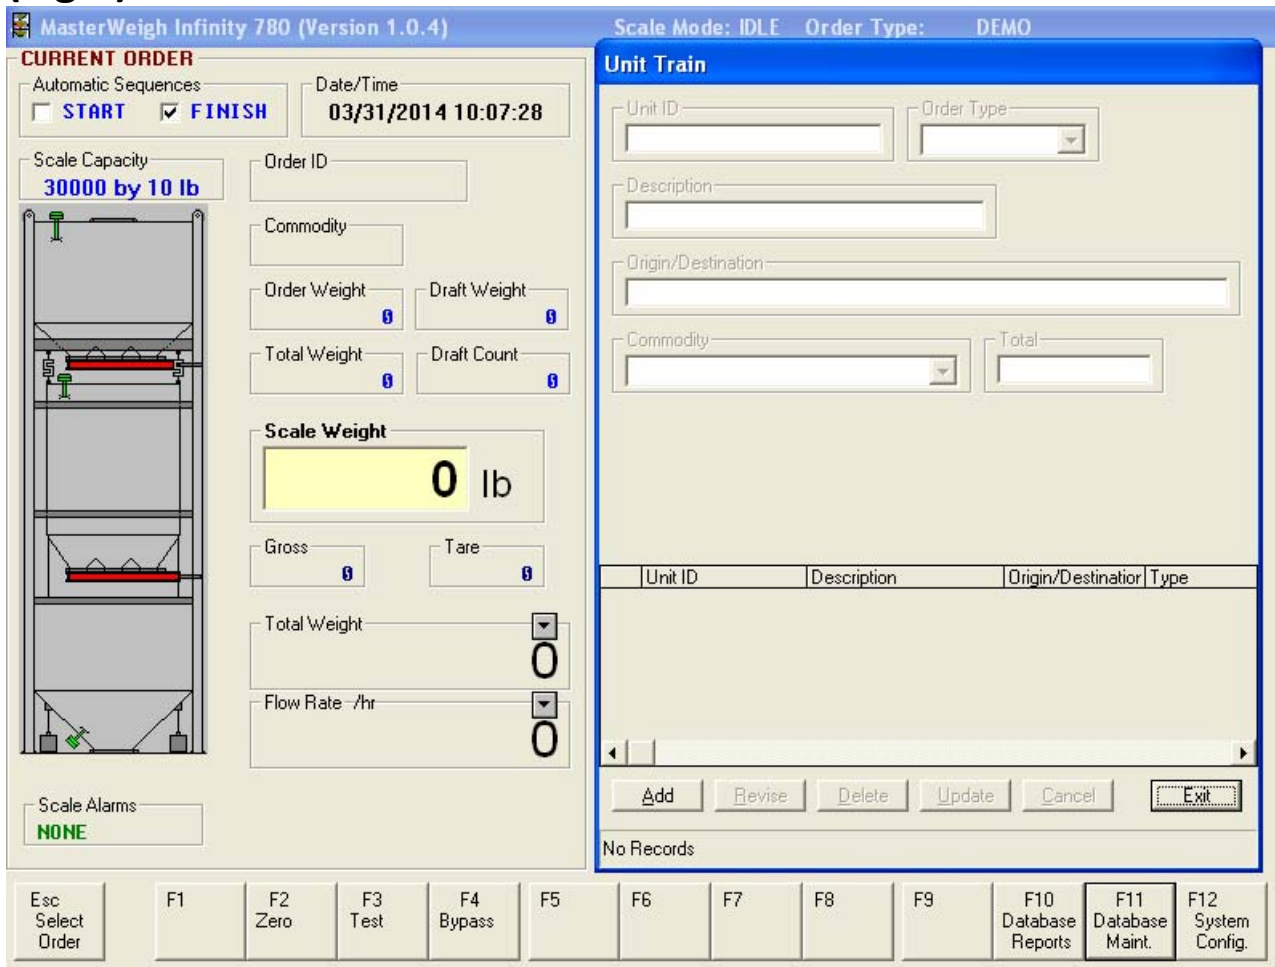 MasterWeigh Infinity 780 (Version 1.0.4) Scale Mode: IDLE Order Type: DEMO
CURRENT ORDER
Automatic Sequences
START FINISH
Date/Time
03/31/2014 10:07:28
Scale Capacity
30000 by 10 lb
Order ID
Commodity
Order Weight
0
Draft Weight
0
Total Weight
0
Draft Count
0
Scale Weight
0 lb
Gross
0
Tare
0
Total Weight
0
Flow Rate /hr
0
Scale Alarms
NONE
Unit Train
Unit ID
Order Type
Description
Origin/Destination
Commodity
Total
Unit ID Description Origin/Destination Type
Add Revise Delete Update Cancel Exit
No Records
Esc
Select
Order
F1
F2
Zero
F3
Test
F4
Bypass
F5
F6
F7
F8
F9
F10
Database
Reports
F11
Database
Maint.
F12
System
Config.